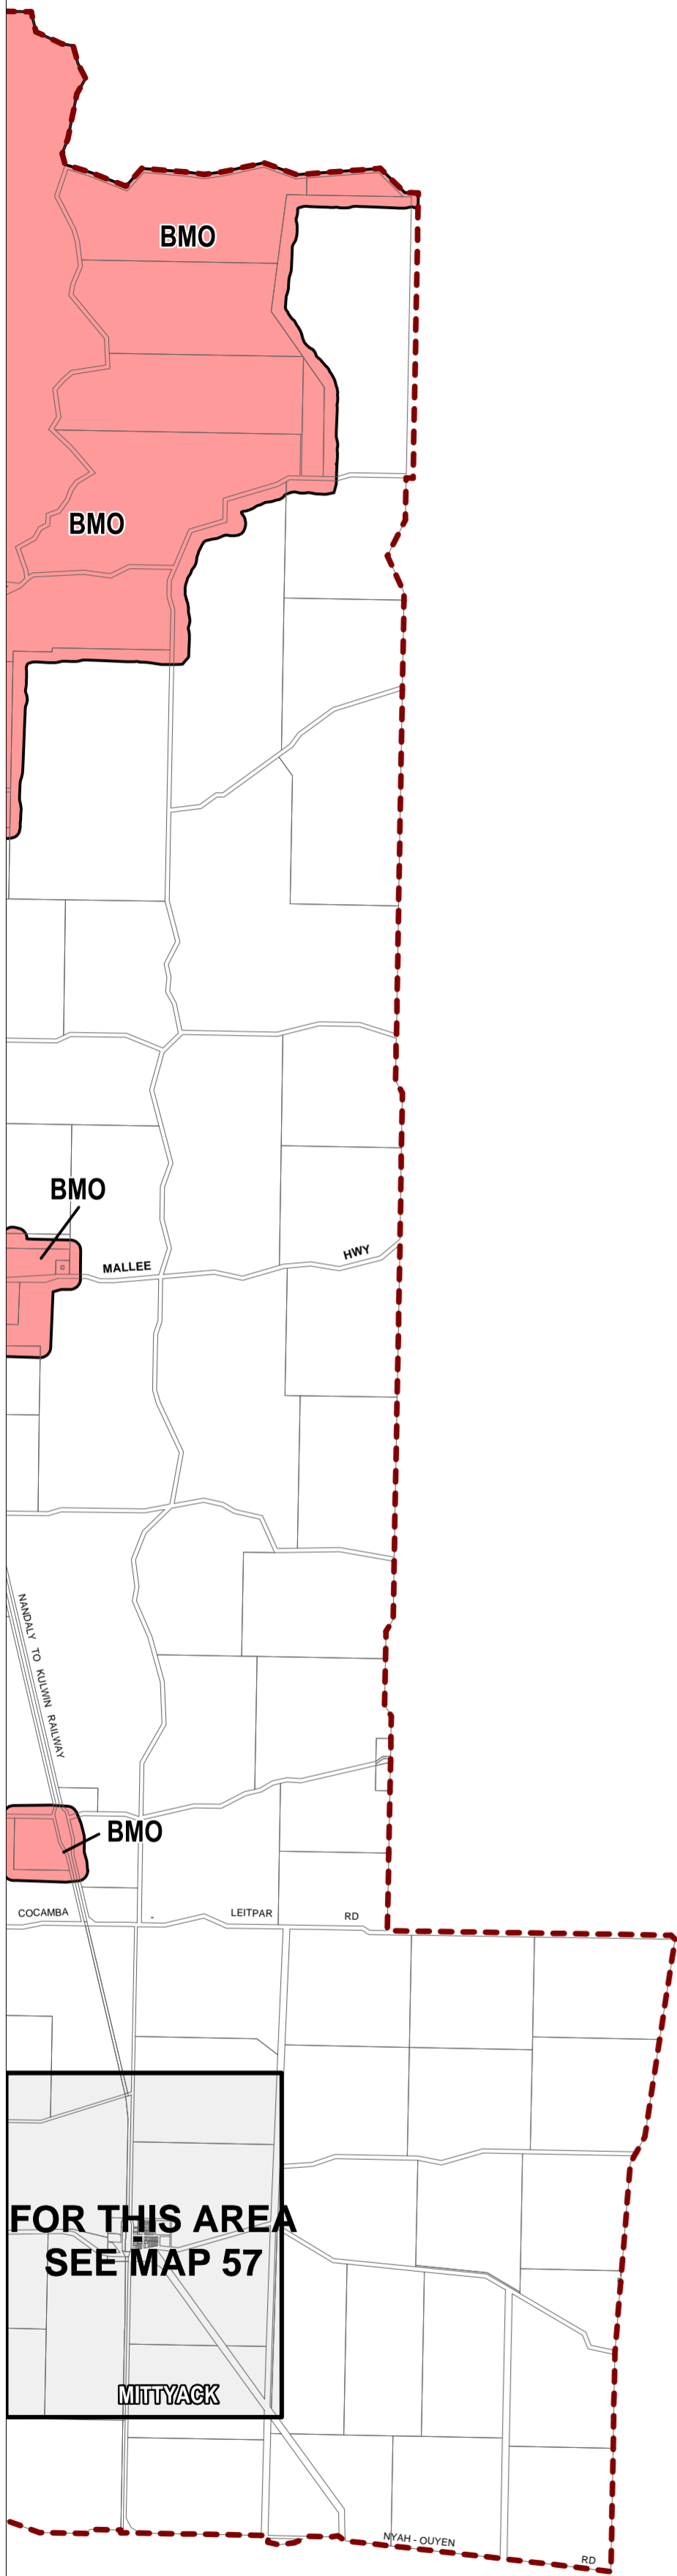 BMO
BMO
BMO
MALLEE HWY
NANDALY TO KULWIN RAILWAY
BMO
COCAMBA - LEITPAR RD
FOR THIS AREA
SEE MAP 57
MITTYACK
NYAH - OUYEN RD